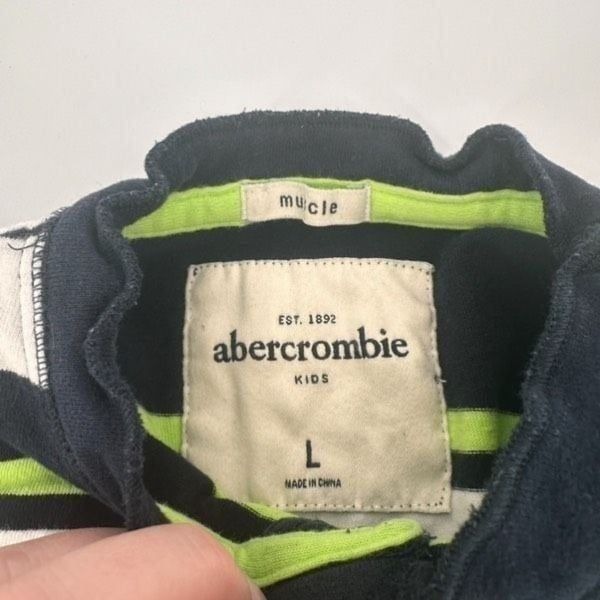 muscle
EST. 1892
abercrombie
KIDS
L
MADE IN CHINA